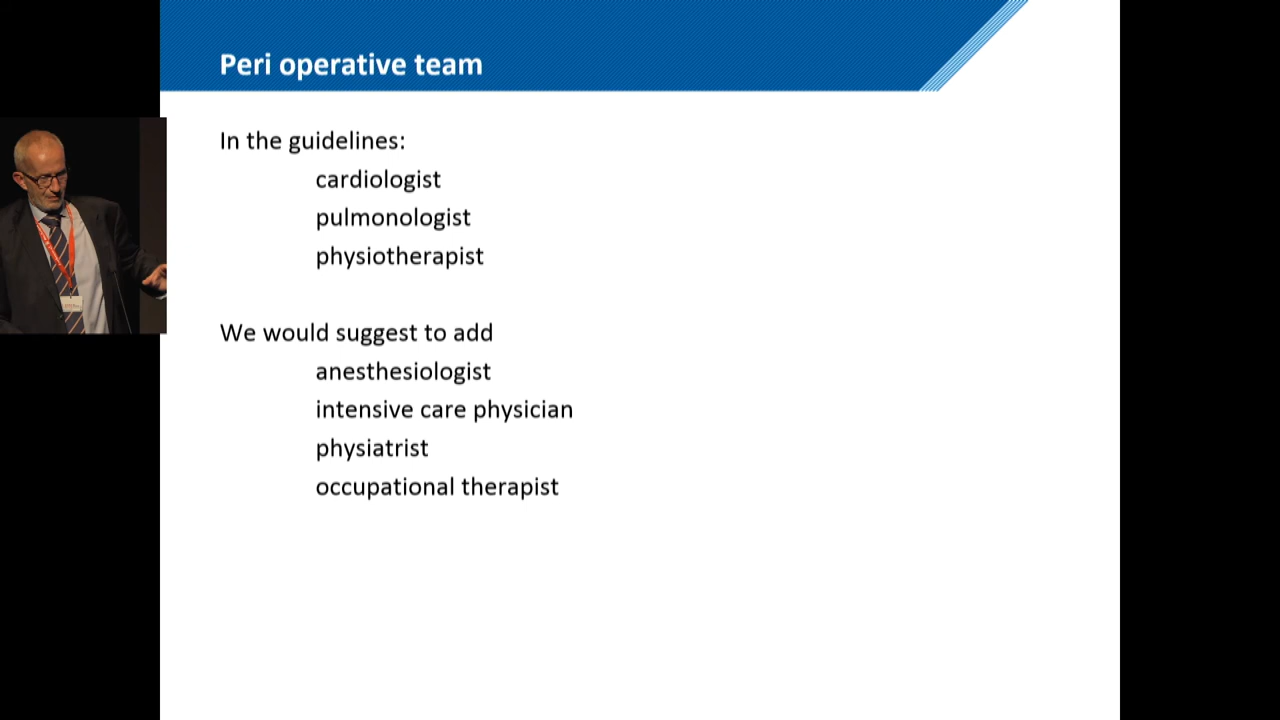 Peri operative team
In the guidelines:
cardiologist
pulmonologist
physiotherapist
We would suggest to add
anesthesiologist
intensive care physician
physiatrist
occupational therapist